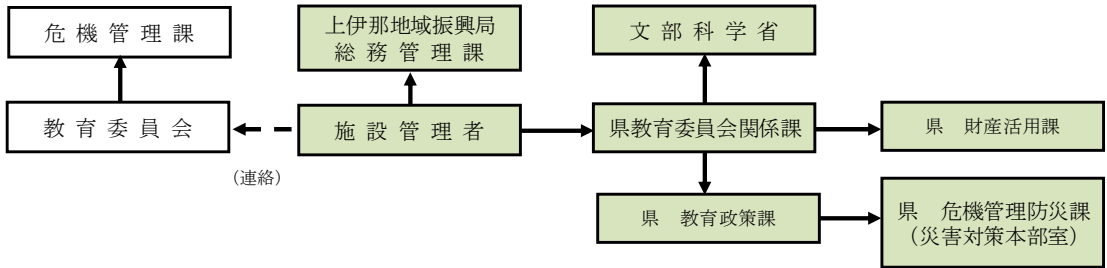 危機管理課
上伊那地域振興局
総務管理課
文部科学省
教育委員会
施設管理者
県教育委員会関係課
県　財産活用課
（連絡）
県　教育政策課
県　危機管理防災課
（災害対策本部室）